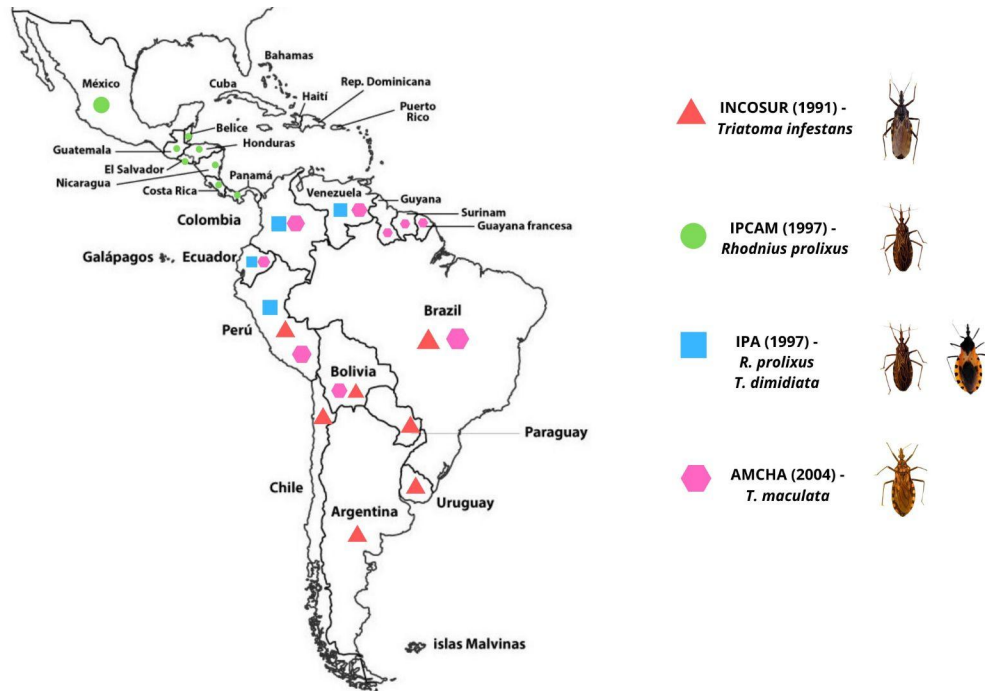 Bahamas
México
Cuba
Rep. Dominicana
Haití
Puerto
Rico
Belice
Guatemala
Honduras
El Salvador
Nicaragua
Costa Rica
Panamá
Venezuela
Guyana
Surinam
Guayana francesa
Colombia
Galápagos
Ecuador
Perú
Brazil
Bolivia
Paraguay
Chile
Uruguay
Argentina
islas Malvinas
INCOSUR (1991) -
Triatoma infestans
IPCAM (1997) -
Rhodnius prolixus
IPA (1997) -
R. prolixus
T. dimidiata
AMCHA (2004) -
T. maculata